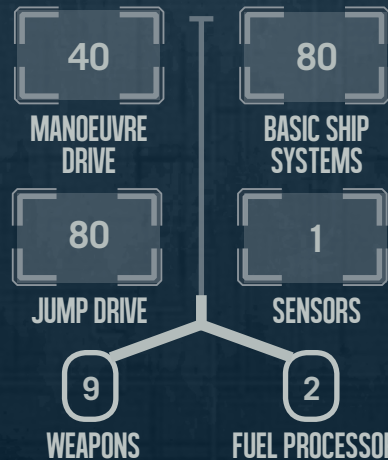 40
80
MANOEUVRE
DRIVE
BASIC SHIP
SYSTEMS
80
1
JUMP DRIVE
SENSORS
9
2
WEAPONS
FUEL PROCESSOR